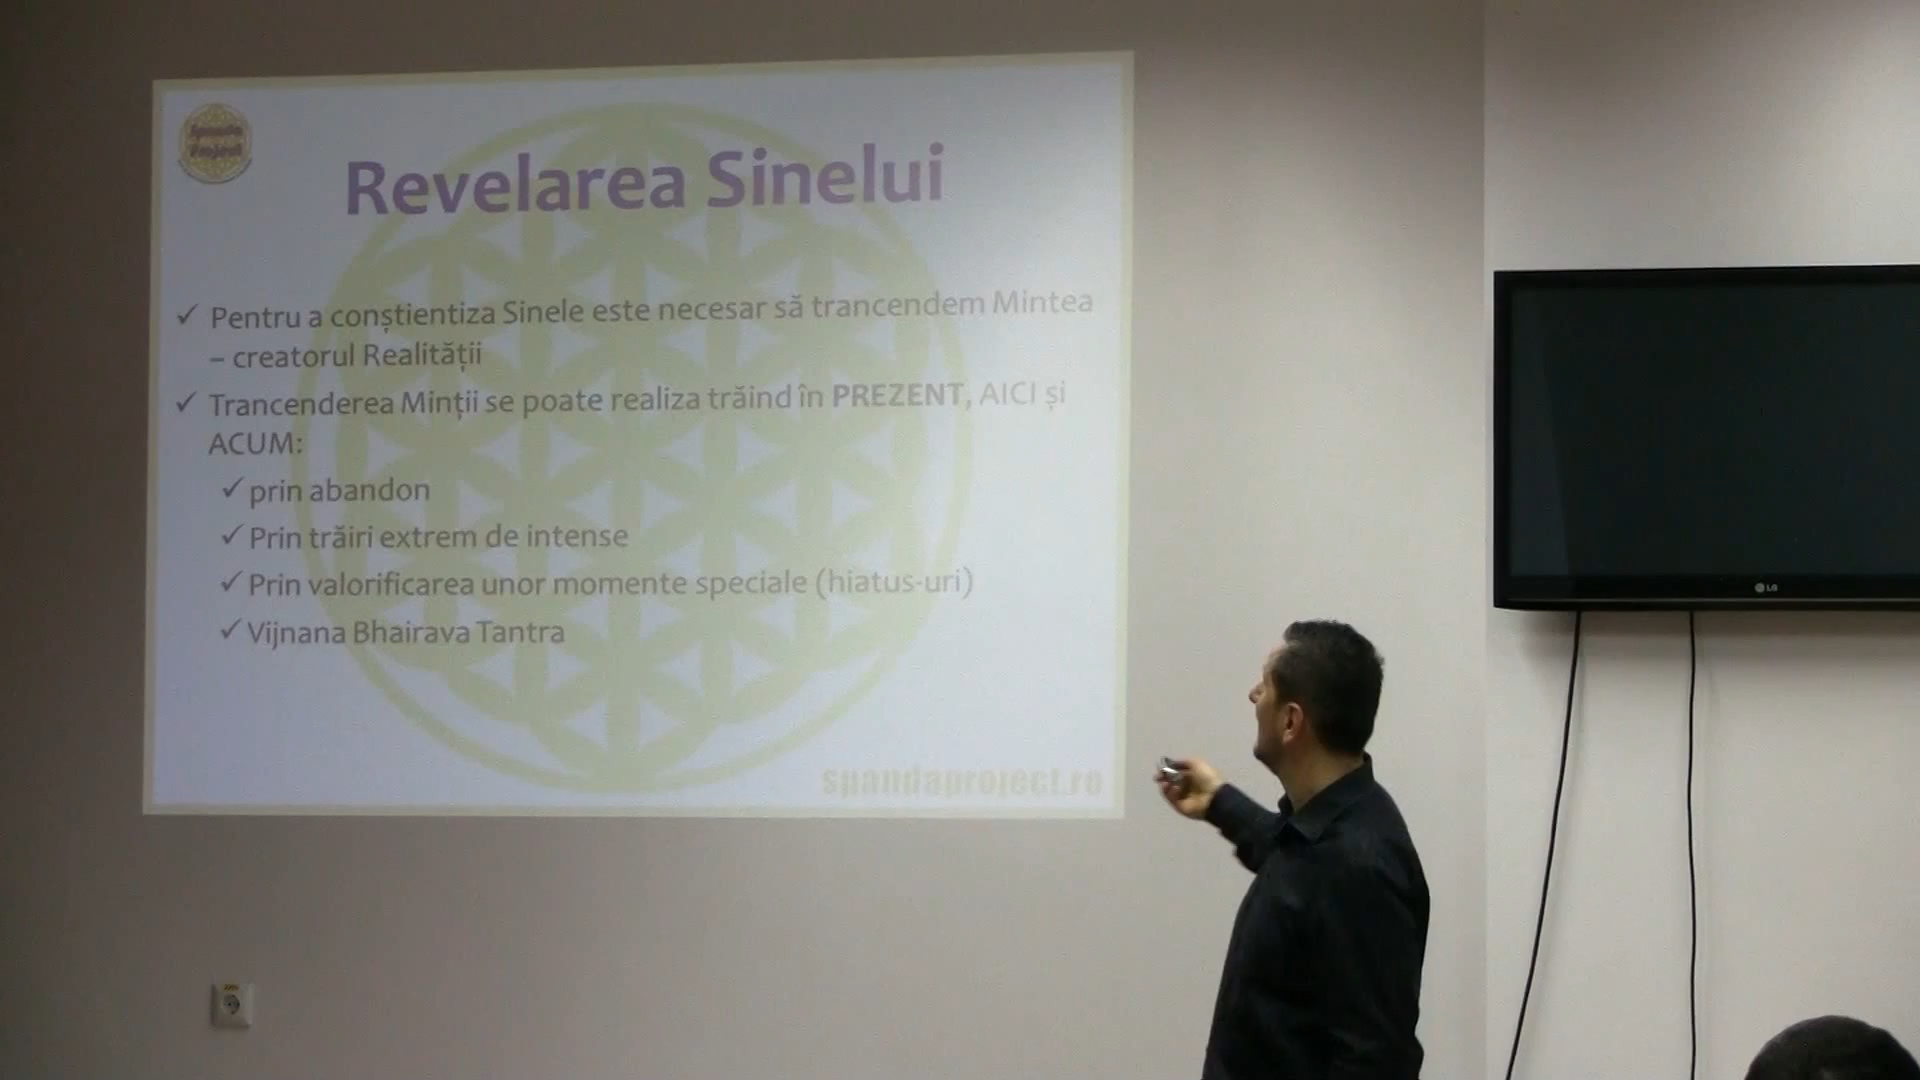 Spanda
Project
Revelarea Sinelui
✓ Pentru a conștientiza Sinele este necesar să trancendem Mintea
– creatorul Realității
✓ Trancenderea Minții se poate realiza trăind în PREZENT, AICI și
ACUM:
✓ prin abandon
✓ Prin trăiri extrem de intense
✓ Prin valorificarea unor momente speciale (hiatus-uri)
✓ Vijnana Bhairava Tantra
spandaproject.ro
LG